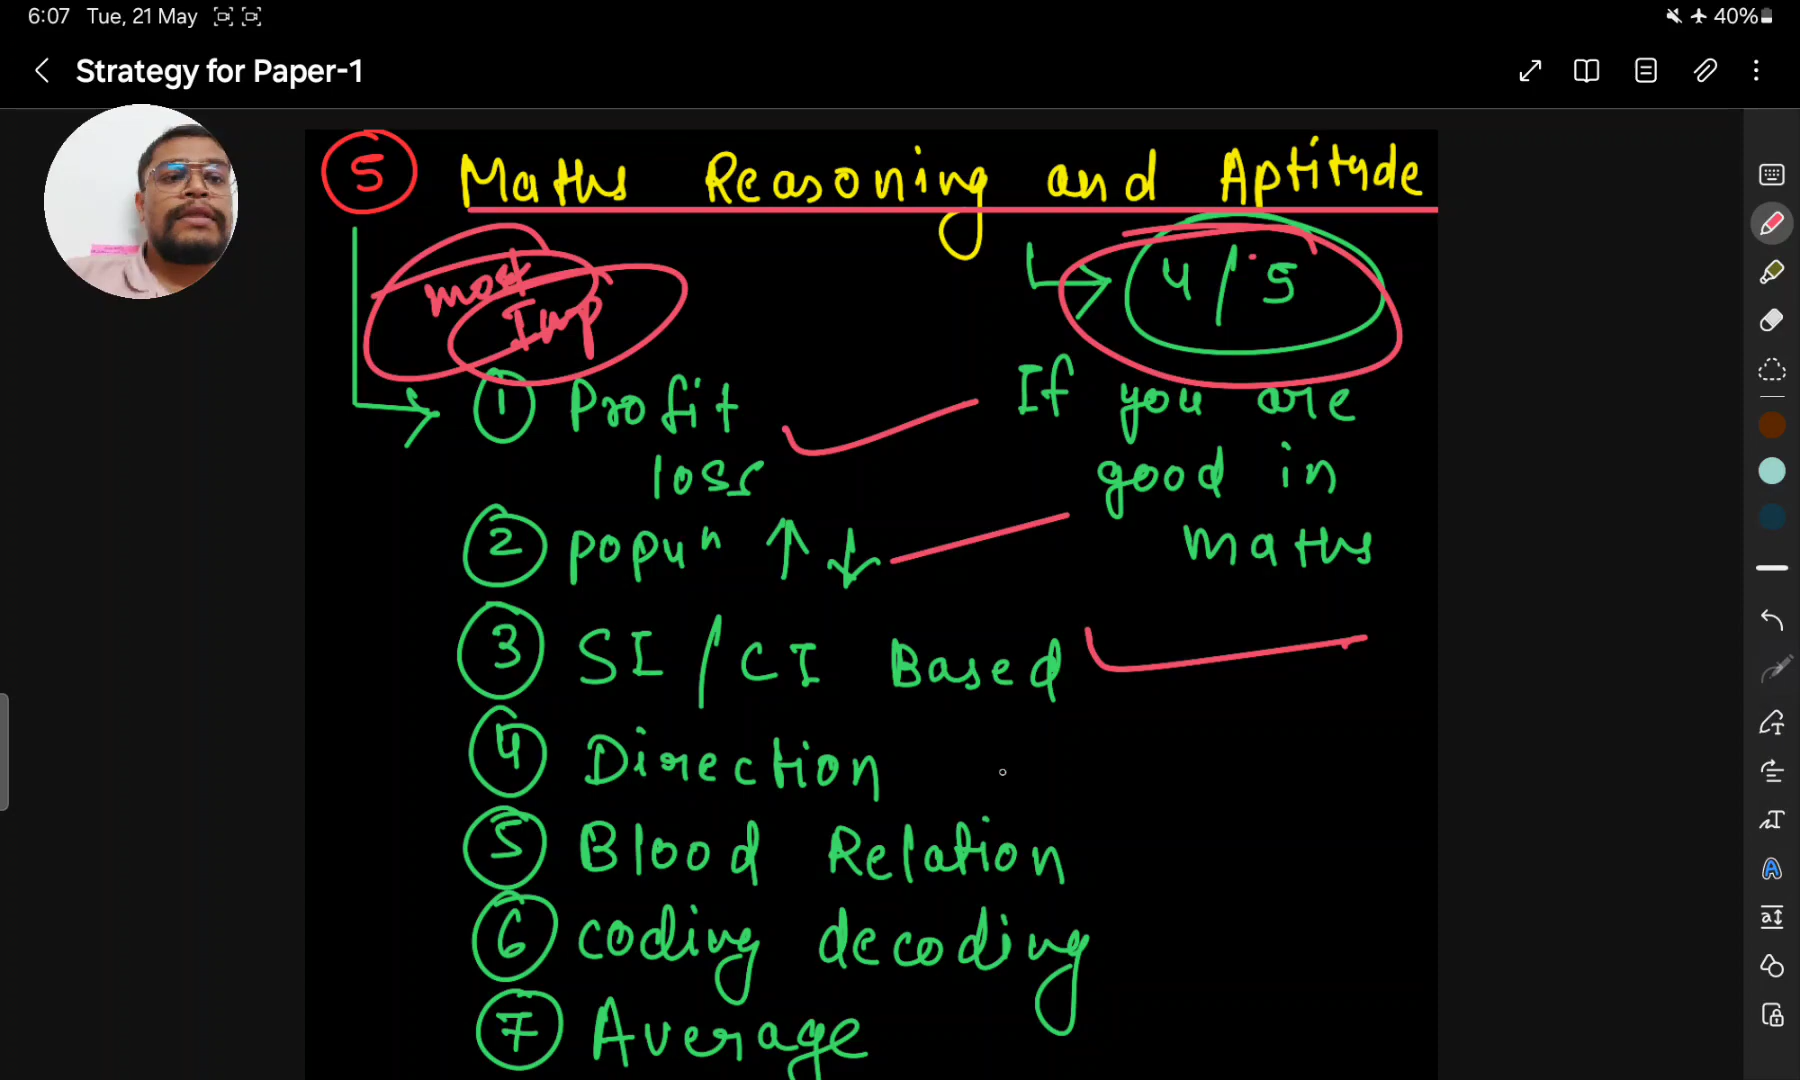 6:07 Tue, 21 May 40%
Strategy for Paper-1
5 Maths Reasoning and Aptitude
most
Imp
4/5
If you are
good in
maths
1 Profit
loss
2 popuⁿ ↑ ↓
3 SI / CI Based
4 Direction
5 Blood Relation
6 coding decoding
7 Average